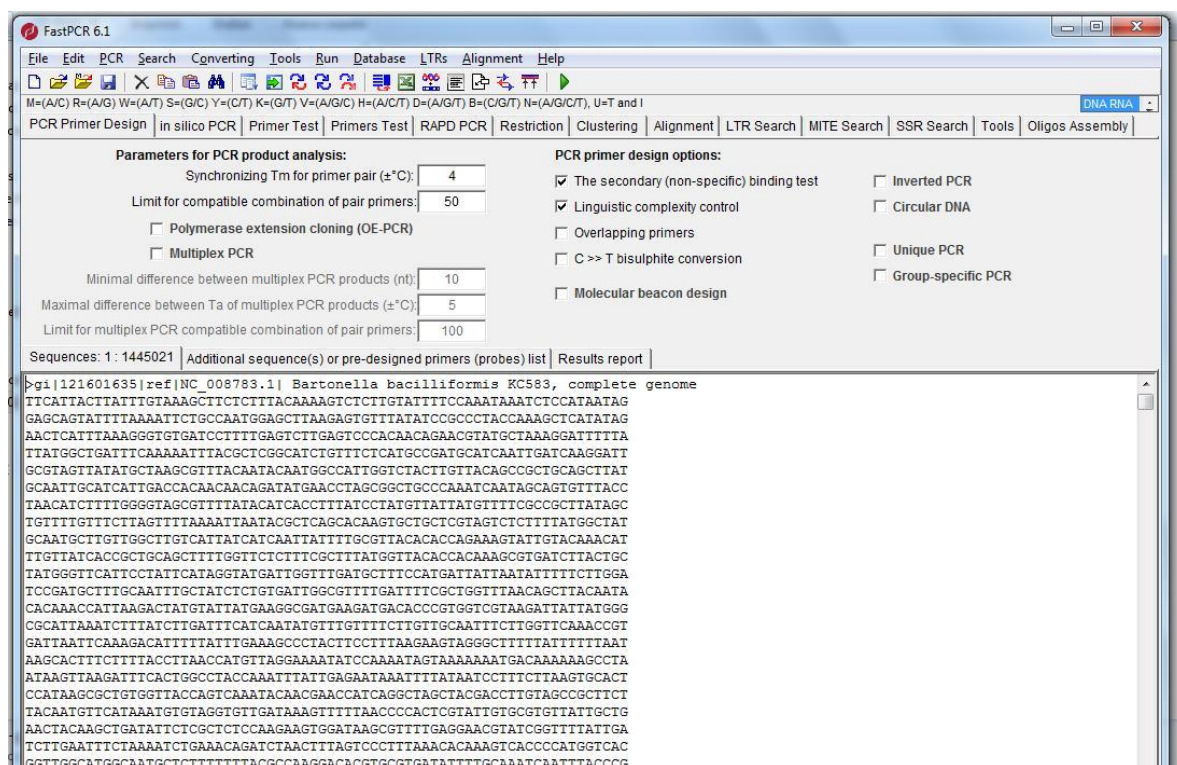 FastPCR 6.1
File Edit PCR Search Converting Tools Run Database LTRs Alignment Help
M=(A/C) R=(A/G) W=(A/T) S=(G/C) Y=(C/T) K=(G/T) V=(A/G/C) H=(A/C/T) D=(A/G/T) B=(C/G/T) N=(A/G/C/T), U=T and I DNA RNA
PCR Primer Design in silico PCR Primer Test Primers Test RAPD PCR Restriction Clustering Alignment LTR Search MITE Search SSR Search Tools Oligos Assembly
Parameters for PCR product analysis:
Synchronizing Tm for primer pair (±°C): 4
Limit for compatible combination of pair primers: 50
Polymerase extension cloning (OE-PCR)
Multiplex PCR
Minimal difference between multiplex PCR products (nt): 10
Maximal difference between Ta of multiplex PCR products (±°C): 5
Limit for multiplex PCR compatible combination of pair primers: 100
PCR primer design options:
The secondary (non-specific) binding test
Linguistic complexity control
Overlapping primers
C >> T bisulphite conversion
Molecular beacon design
Inverted PCR
Circular DNA
Unique PCR
Group-specific PCR
Sequences: 1 : 1445021 Additional sequence(s) or pre-designed primers (probes) list Results report
>gi|121601635|ref|NC_008783.1| Bartonella bacilliformis KC583, complete genome
TTCATTACTTATTTGTAAAGCTTCTCTTTACAAAAGTCTCTTGTATTTTCCAAATAAATCTCCATAATAG
GAGCAGTATTTTAAAATTCTGCCAATGGAGCTTAAGAGTGTTTATATCCGCCCTACCAAAGCTCATATAG
AACTCATTTAAAGGGTGTGATCCTTTTGAGTCTTGAGTCCCACAACAGAACGTATGCTAAAGGATTTTTA
TTATGGCTGATTTCAAAAATTTACGCTCGGCATCTGTTTCTCATGCCGATGCATCAATTGATCAAGGATT
GCGTAGTTATATGCTAAGCGTTTACAATACAATGGCCATTGGTCTACTTGTTACAGCCGCTGCAGCTTAT
GCAATTGCATCATTGACCACAACAACAGATATGAACCTAGCGGCTGCCCAAATCAATAGCAGTGTTTACC
TAACATCTTTTGGGGTAGCGTTTTATACATCACCTTTATCCTATGTTATTATGTTTTCGCCGCTTATAGC
TGTTTTGTTTCTTAGTTTTAAAATTAATACGCTCAGCACAAGTGCTGCTCGTAGTCTCTTTTATGGCTAT
GCAATGCTTGTTGGCTTGTCATTATCATCAATTATTTTGCGTTACACACCAGAAAGTATTGTACAAACAT
TTGTTATCACCGCTGCAGCTTTTGGTTCTCTTTCGCTTTATGGTTACACCACAAAGCGTGATCTTACTGC
TATGGGTTCATTCCTATTCATAGGTATGATTGGTTTGATGCTTTCCATGATTATTAATATTTTTCTTGGA
TCCGATGCTTTGCAATTTGCTATCTCTGTGATTGGCGTTTTGATTTTCGCTGGTTTAACAGCTTACAATA
CACAAACCATTAAGACTATGTATTATGAAGGCGATGAAGATGACACCCGTGGTCGTAAGATTATTATGGG
CGCATTAAATCTTTATCTTGATTTCATCAATATGTTTGTTTTCTTGTTGCAATTTCTTGGTTCAAACCGT
GATTAATTCAAAGACATTTTTATTTGAAAGCCCTACTTCCTTTAAGAAGTAGGGCTTTTTATTTTTTAAT
AAGCACTTTCTTTTACCTTAACCATGTTAGGAAAATATCCAAAATAGTAAAAAAATGACAAAAAAGCCTA
ATAAGTTAAGATTTCACTGGCCTACCAAATTTATTGAGAATAAATTTTATAATCCTTTCTTAAGTGCACT
CCATAAGCGCTGTGGTTACCAGTCAAATACAACGAACCATCAGGCTAGCTACGACCTTGTAGCCGCTTCT
TACAATGTTCATAAATGTGTAGGTGTTGATAAAGTTTTTAACCCCACTCGTATTGTGCGTGTTATTGCTG
AACTACAAGCTGATATTCTCGCTCTCCAAGAAGTGGATAAGCGTTTTGAGGAACGTATCGGTTTTATTGA
TCTTGAATTTCTAAAATCTGAAACAGATCTAACTTTAGTCCCTTTAAACACAAAGTCACCCCATGGTCAC
GGTTGGCATGGCAATGCTCTTTTTTTACGCCAAGGACACGTGCGTGATATTTTGCAAATCAATTTACCCG